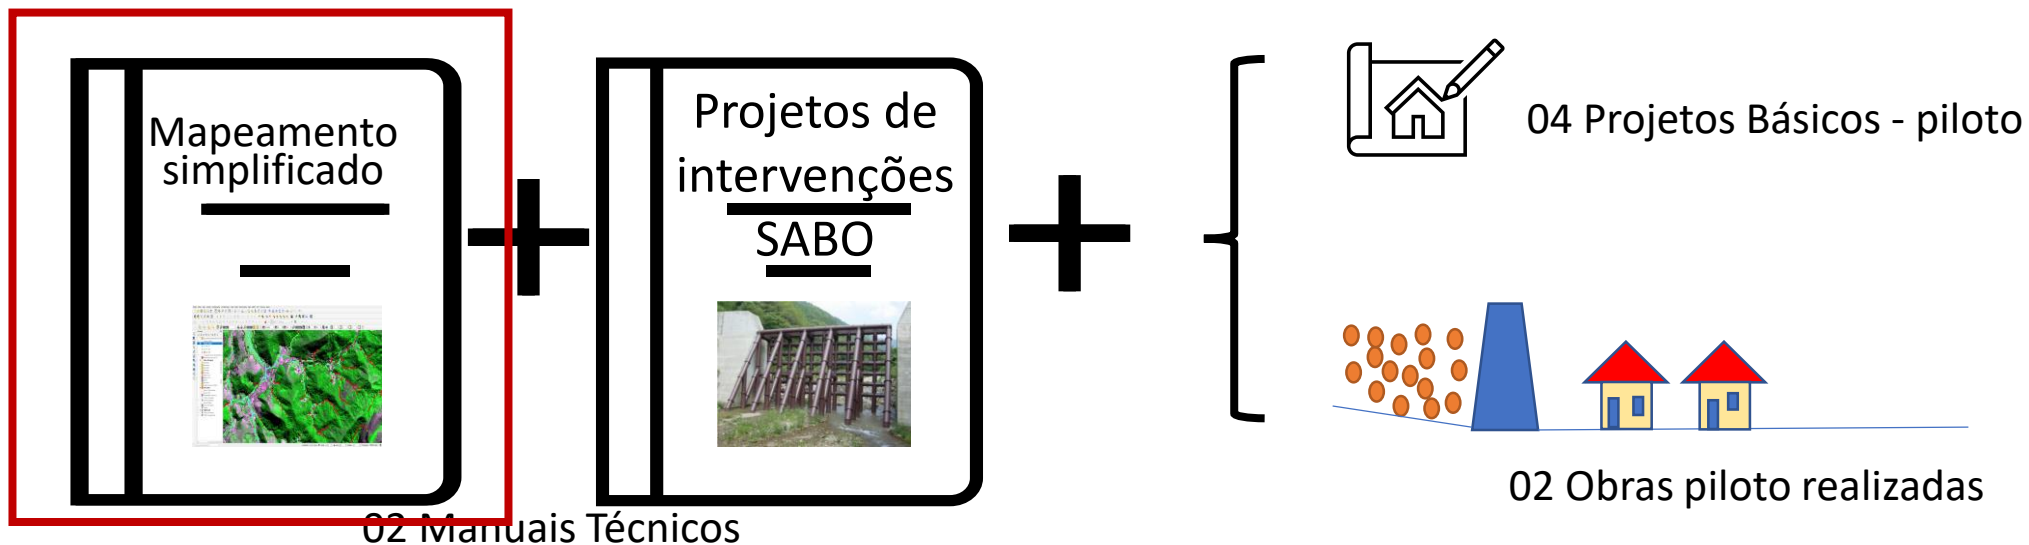 Mapeamento
simplificado
Projetos de
intervenções
SABO
04 Projetos Básicos - piloto
02 Obras piloto realizadas
02 Manuais Técnicos